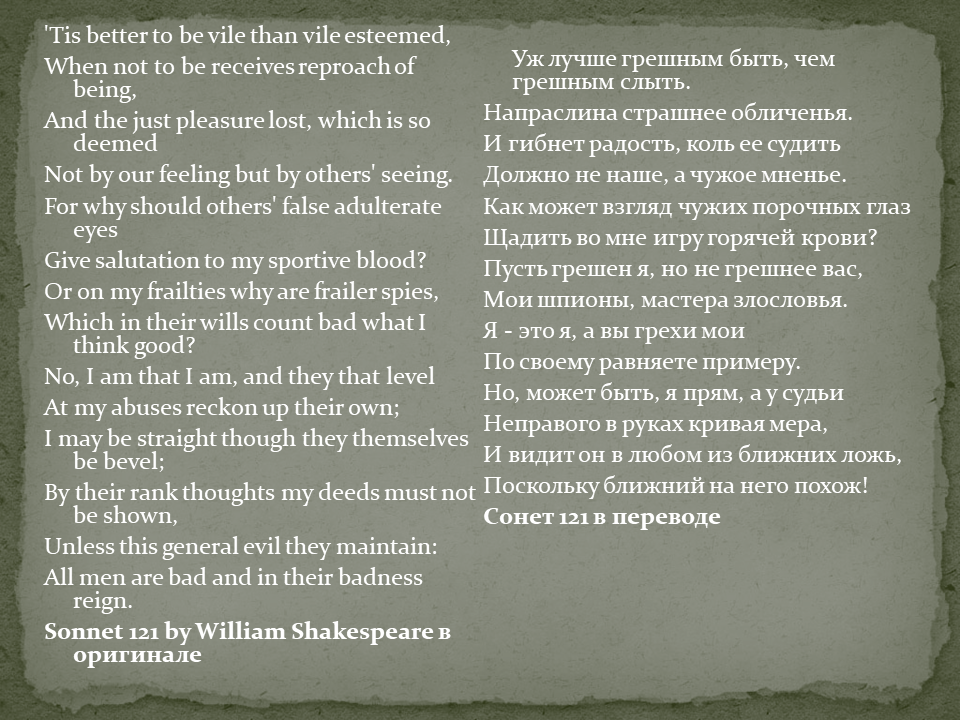 'Tis better to be vile than vile esteemed,
When not to be receives reproach of
being,
And the just pleasure lost, which is so
deemed
Not by our feeling but by others' seeing.
For why should others' false adulterate
eyes
Give salutation to my sportive blood?
Or on my frailties why are frailer spies,
Which in their wills count bad what I
think good?
No, I am that I am, and they that level
At my abuses reckon up their own;
I may be straight though they themselves
be bevel;
By their rank thoughts my deeds must not
be shown,
Unless this general evil they maintain:
All men are bad and in their badness
reign.
Sonnet 121 by William Shakespeare в
оригинале
Уж лучше грешным быть, чем
грешным слыть.
Напраслина страшнее обличенья.
И гибнет радость, коль ее судить
Должно не наше, а чужое мненье.
Как может взгляд чужих порочных глаз
Щадить во мне игру горячей крови?
Пусть грешен я, но не грешнее вас,
Мои шпионы, мастера злословья.
Я - это я, а вы грехи мои
По своему равняете примеру.
Но, может быть, я прям, а у судьи
Неправого в руках кривая мера,
И видит он в любом из ближних ложь,
Поскольку ближний на него похож!
Сонет 121 в переводе